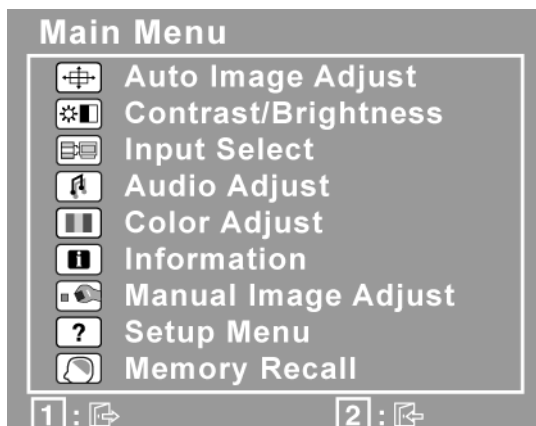 Main Menu
Auto Image Adjust
Contrast/Brightness
Input Select
Audio Adjust
Color Adjust
i Information
Manual Image Adjust
? Setup Menu
Memory Recall
1 : 2 :